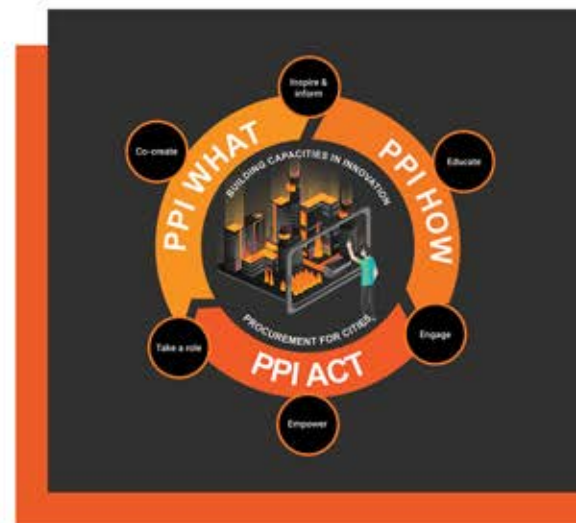 Inspire &
inform
Co-create
Educate
PPI WHAT
PPI HOW
BUILDING CAPACITIES IN INNOVATION
PROCUREMENT FOR CITIES
Take a role
Engage
PPI ACT
Empower